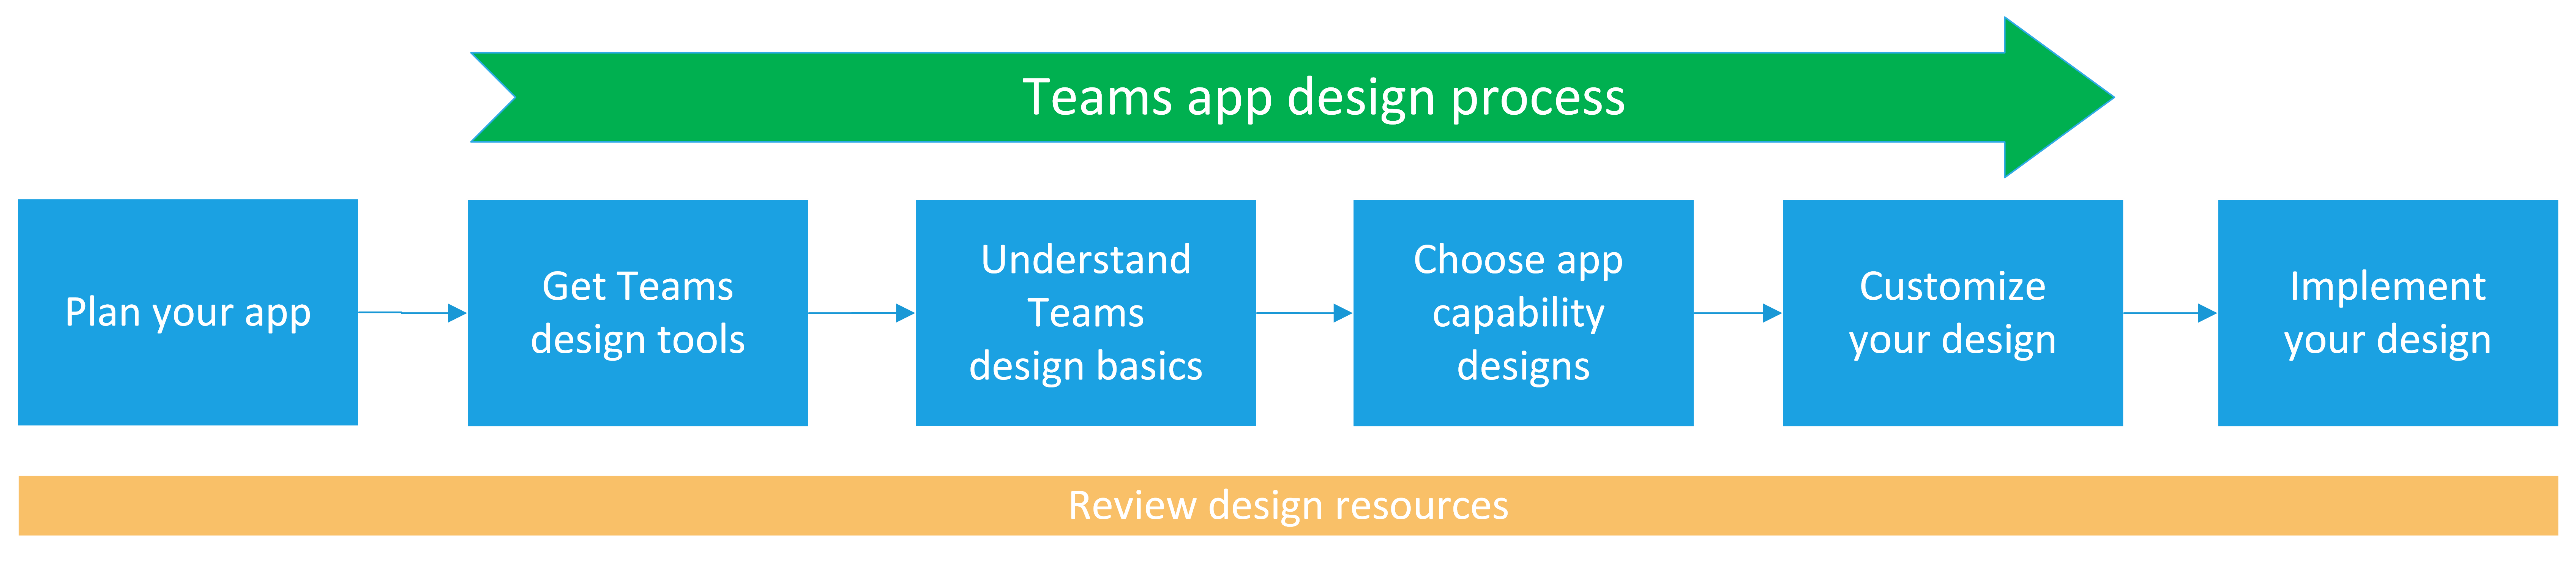 Teams app design process
Plan your app
Get Teams
design tools
Understand
Teams
design basics
Choose app
capability
designs
Customize
your design
Implement
your design
Review design resources